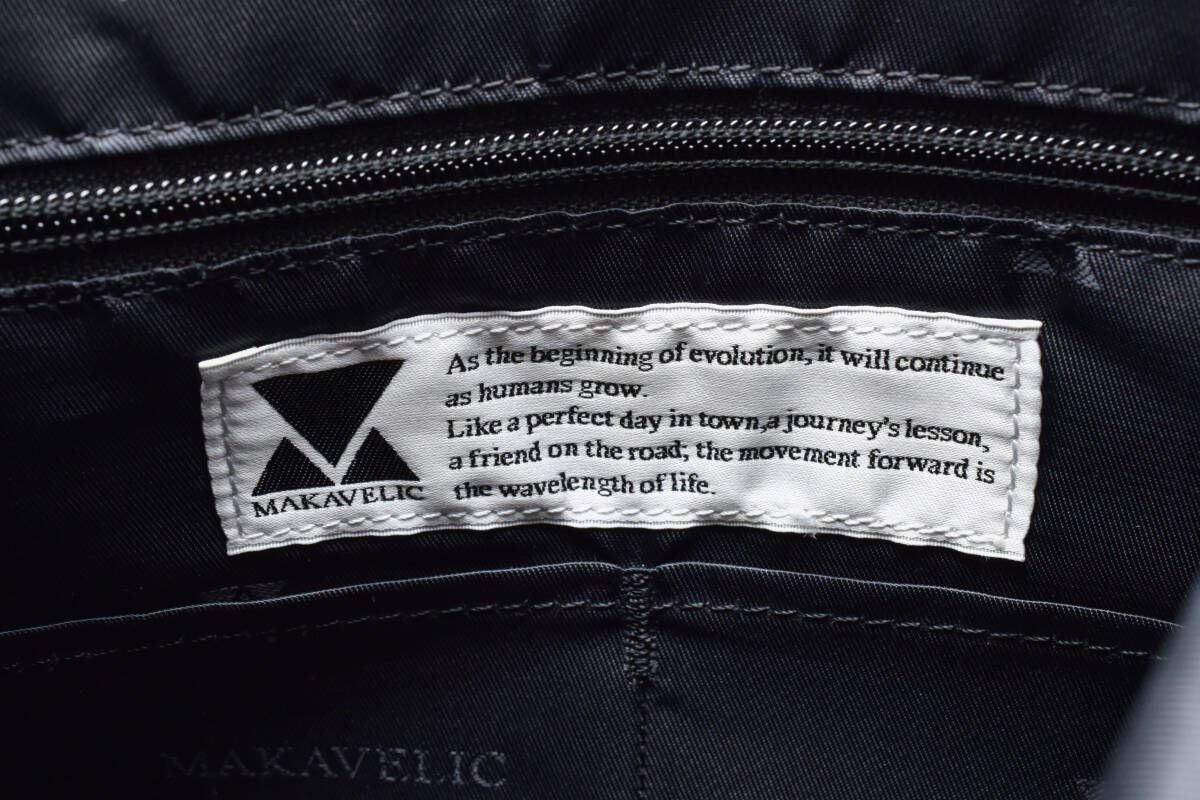 As the beginning of evolution, it will continue
as humans grow.
Like a perfect day in town,a journey's lesson,
a friend on the road; the movement forward is
the wavelength of life.
MAKAVELIC
MAKAVELIC